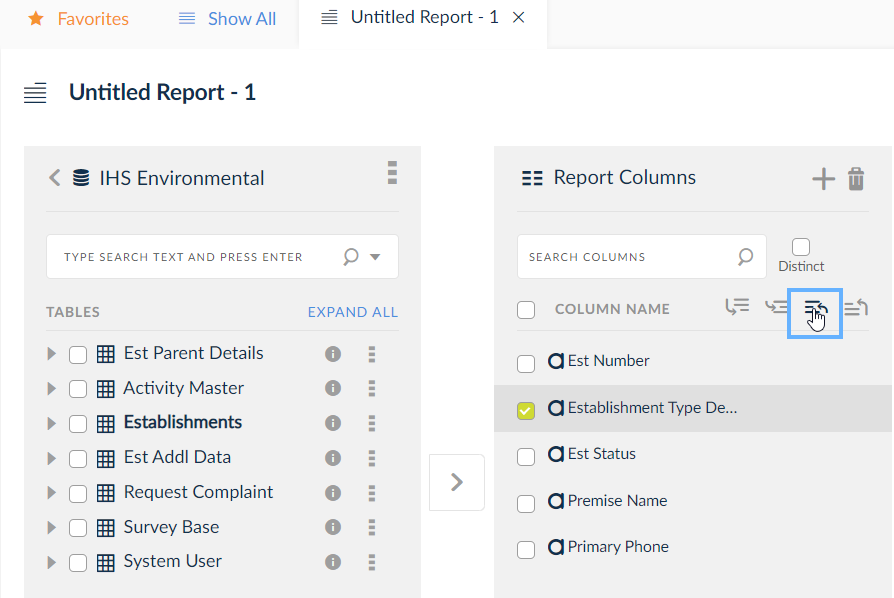 Favorites
Show All
Untitled Report - 1
Untitled Report - 1
IHS Environmental
TYPE SEARCH TEXT AND PRESS ENTER
TABLES
EXPAND ALL
Est Parent Details
Activity Master
Establishments
Est Addl Data
Request Complaint
Survey Base
System User
Report Columns
SEARCH COLUMNS
Distinct
COLUMN NAME
Est Number
Establishment Type De...
Est Status
Premise Name
Primary Phone